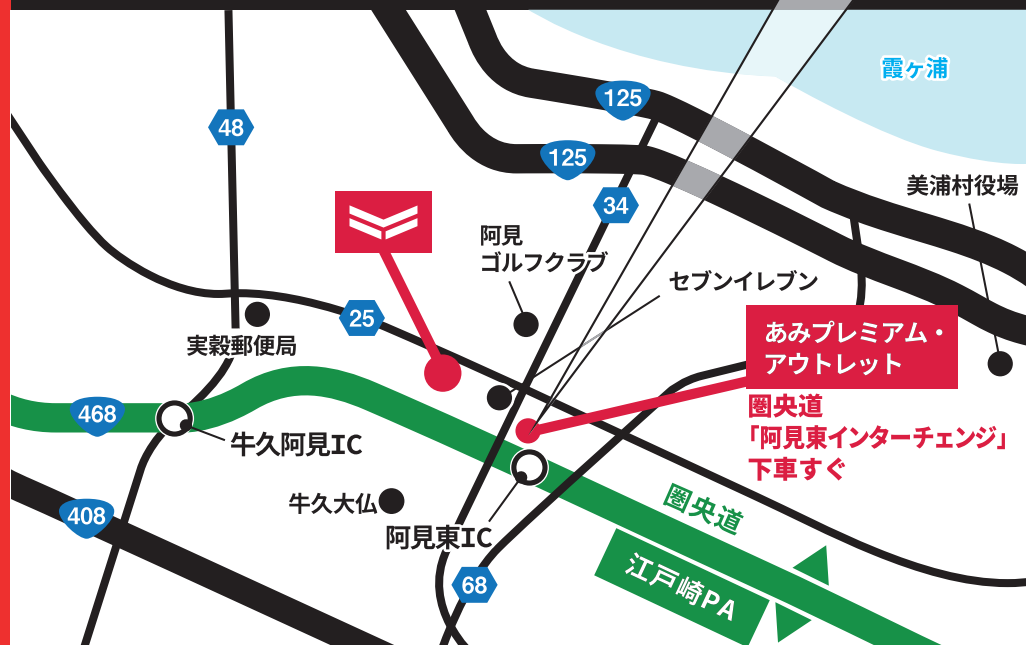 霞ヶ浦
125
48
125
美浦村役場
34
阿見
ゴルフクラブ
セブンイレブン
25
あみプレミアム・
アウトレット
実穀郵便局
圏央道
「阿見東インターチェンジ」
下車すぐ
468
牛久阿見IC
牛久大仏
圏央道
408
阿見東IC
江戸崎PA
68